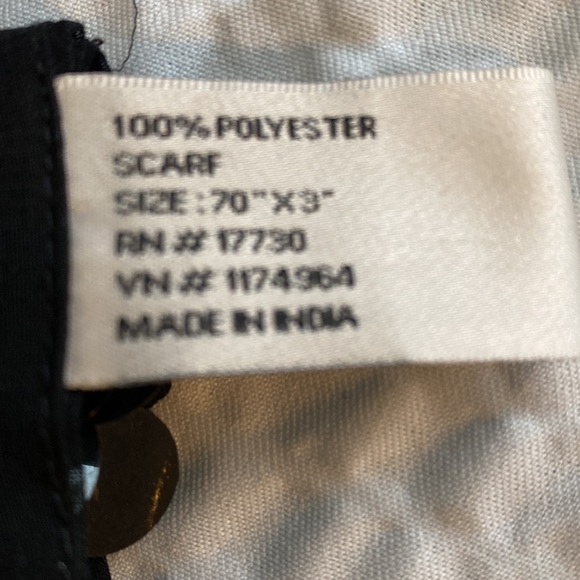 100% POLYESTER
SCARF
SIZE : 70" X 3"
RN # 17730
VN # 1174964
MADE IN INDIA